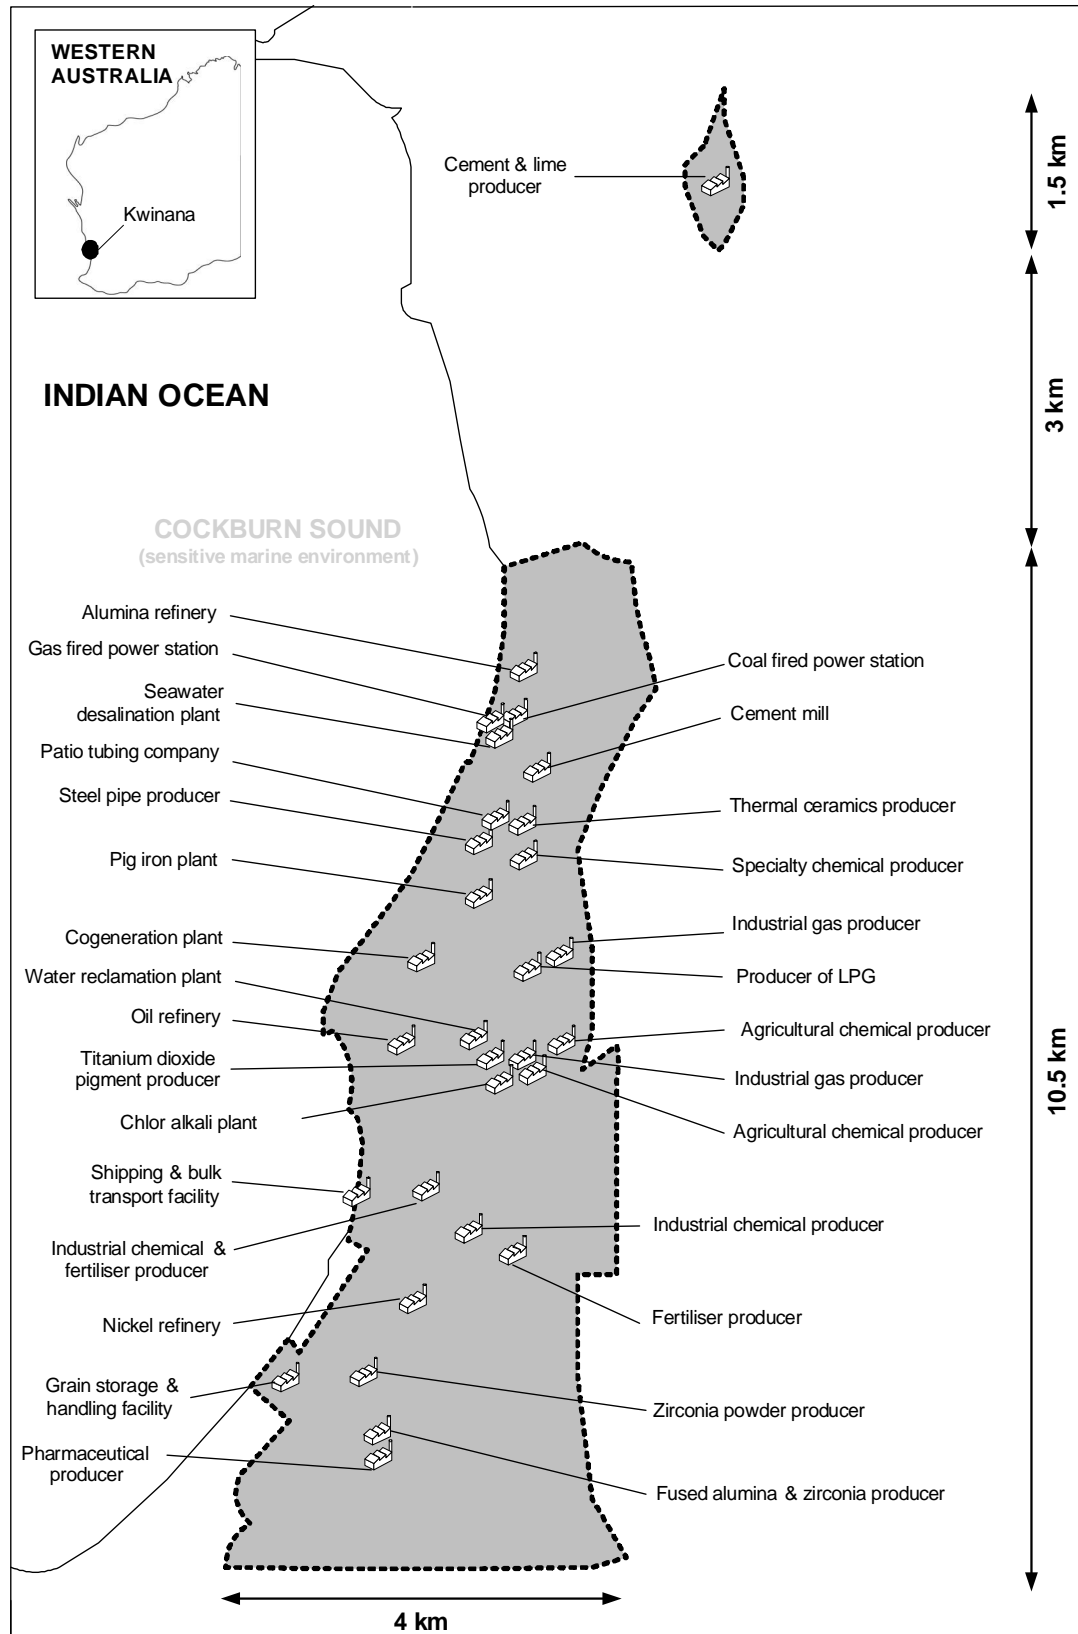 WESTERN
AUSTRALIA
Kwinana
Cement & lime
producer
1.5 km
3 km
INDIAN OCEAN
COCKBURN SOUND
(sensitive marine environment)
Alumina refinery
Gas fired power station
Seawater
desalination plant
Patio tubing company
Steel pipe producer
Pig iron plant
Cogeneration plant
Water reclamation plant
Oil refinery
Titanium dioxide
pigment producer
Chlor alkali plant
Shipping & bulk
transport facility
Industrial chemical &
fertiliser producer
Nickel refinery
Grain storage &
handling facility
Pharmaceutical
producer
Coal fired power station
Cement mill
Thermal ceramics producer
Specialty chemical producer
Industrial gas producer
Producer of LPG
Agricultural chemical producer
Industrial gas producer
Agricultural chemical producer
Industrial chemical producer
Fertiliser producer
Zirconia powder producer
Fused alumina & zirconia producer
10.5 km
4 km